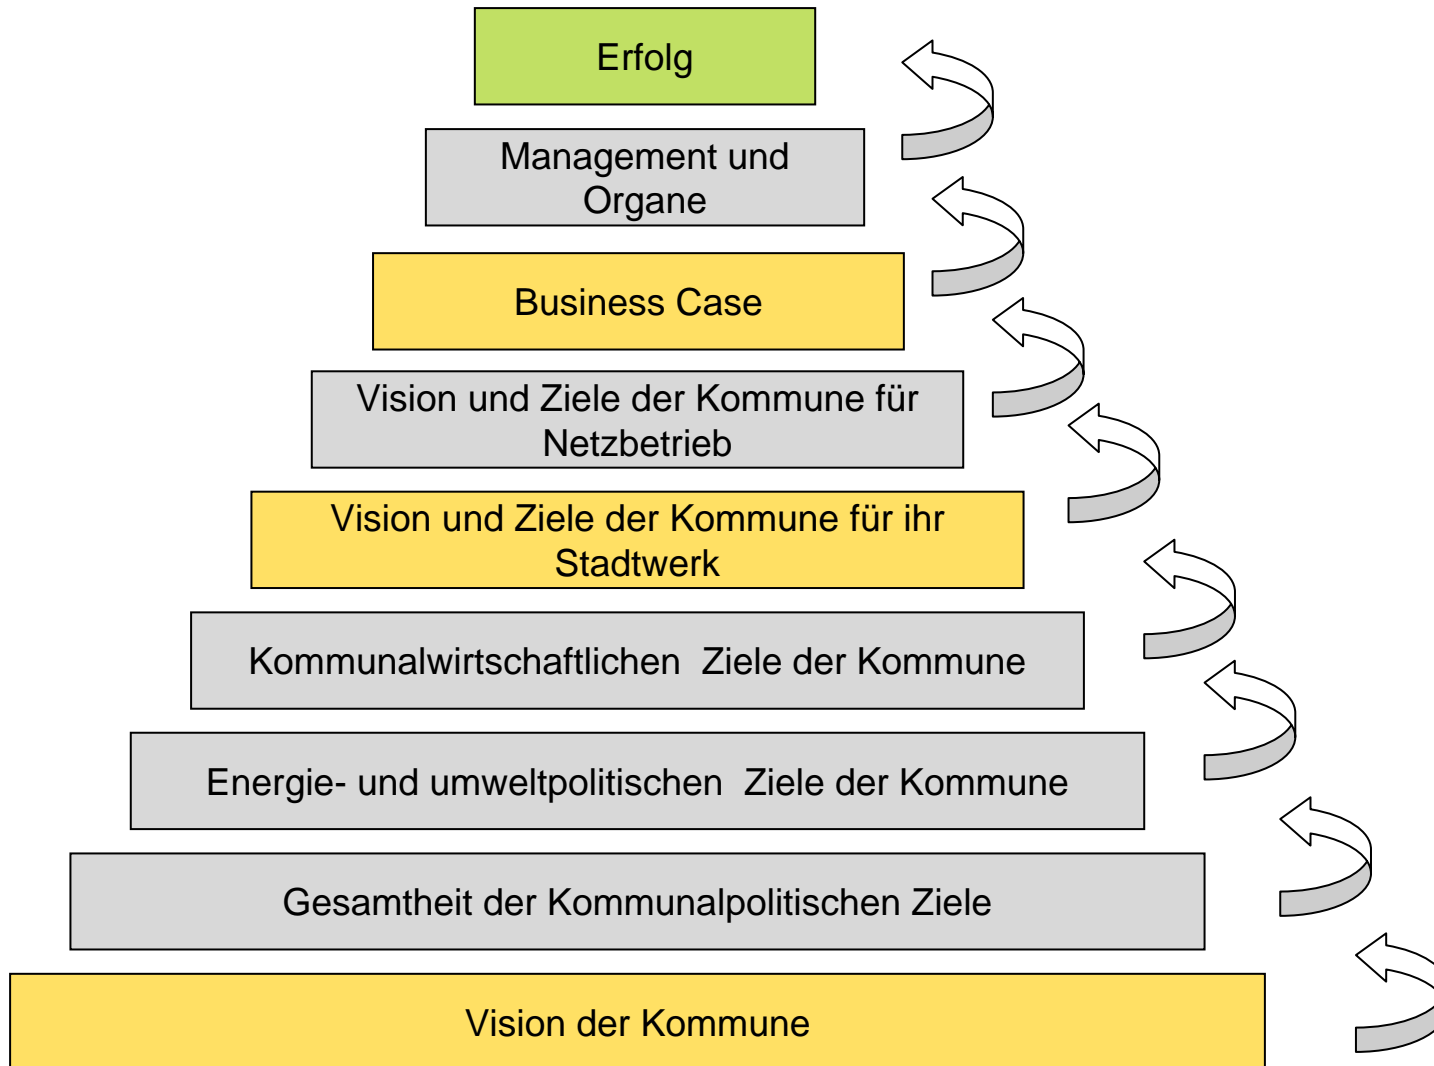 Erfolg
Management und
Organe
Business Case
Vision und Ziele der Kommune für
Netzbetrieb
Vision und Ziele der Kommune für ihr
Stadtwerk
Kommunalwirtschaftlichen  Ziele der Kommune
Energie- und umweltpolitischen  Ziele der Kommune
Gesamtheit der Kommunalpolitischen Ziele
Vision der Kommune